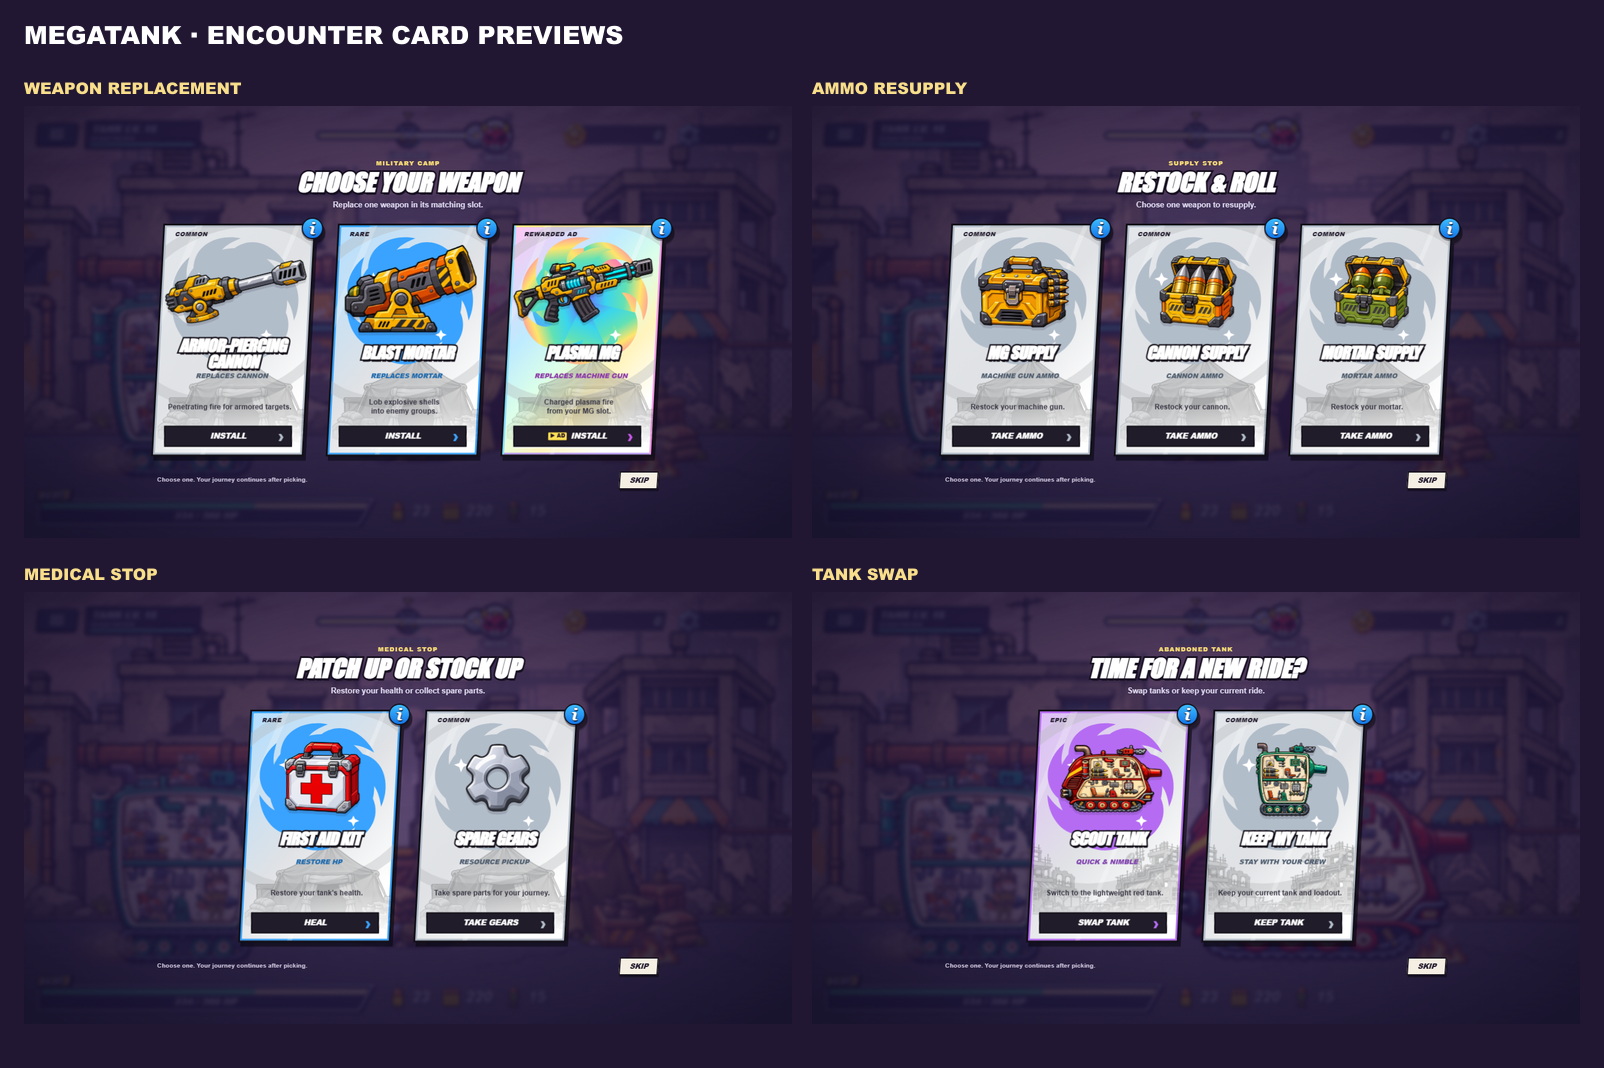 MEGATANK · ENCOUNTER CARD PREVIEWS
WEAPON REPLACEMENT
MILITARY CAMP
CHOOSE YOUR WEAPON
Replace one weapon in its matching slot.
COMMON
ARMOR-PIERCING
CANNON
REPLACES CANNON
Penetrating fire for armored targets.
INSTALL
RARE
BLAST MORTAR
REPLACES MORTAR
Lob explosive shells
into enemy groups.
INSTALL
REWARDED AD
PLASMA MG
REPLACES MACHINE GUN
Charged plasma fire
from your MG slot.
AD INSTALL
Choose one. Your journey continues after picking.
SKIP
AMMO RESUPPLY
SUPPLY STOP
RESTOCK & ROLL
Choose one weapon to resupply.
COMMON
MG SUPPLY
MACHINE GUN AMMO
Restock your machine gun.
TAKE AMMO
COMMON
CANNON SUPPLY
CANNON AMMO
Restock your cannon.
TAKE AMMO
COMMON
MORTAR SUPPLY
MORTAR AMMO
Restock your mortar.
TAKE AMMO
Choose one. Your journey continues after picking.
SKIP
MEDICAL STOP
MEDICAL STOP
PATCH UP OR STOCK UP
Restore your health or collect spare parts.
RARE
FIRST AID KIT
RESTORE HP
Restore your tank's health.
HEAL
COMMON
SPARE GEARS
RESOURCE PICKUP
Take spare parts for your journey.
TAKE GEARS
Choose one. Your journey continues after picking.
SKIP
TANK SWAP
ABANDONED TANK
TIME FOR A NEW RIDE?
Swap tanks or keep your current ride.
EPIC
SCOUT TANK
QUICK & NIMBLE
Switch to the lightweight red tank.
SWAP TANK
COMMON
KEEP MY TANK
STAY WITH YOUR CREW
Keep your current tank and loadout.
KEEP TANK
Choose one. Your journey continues after picking.
SKIP